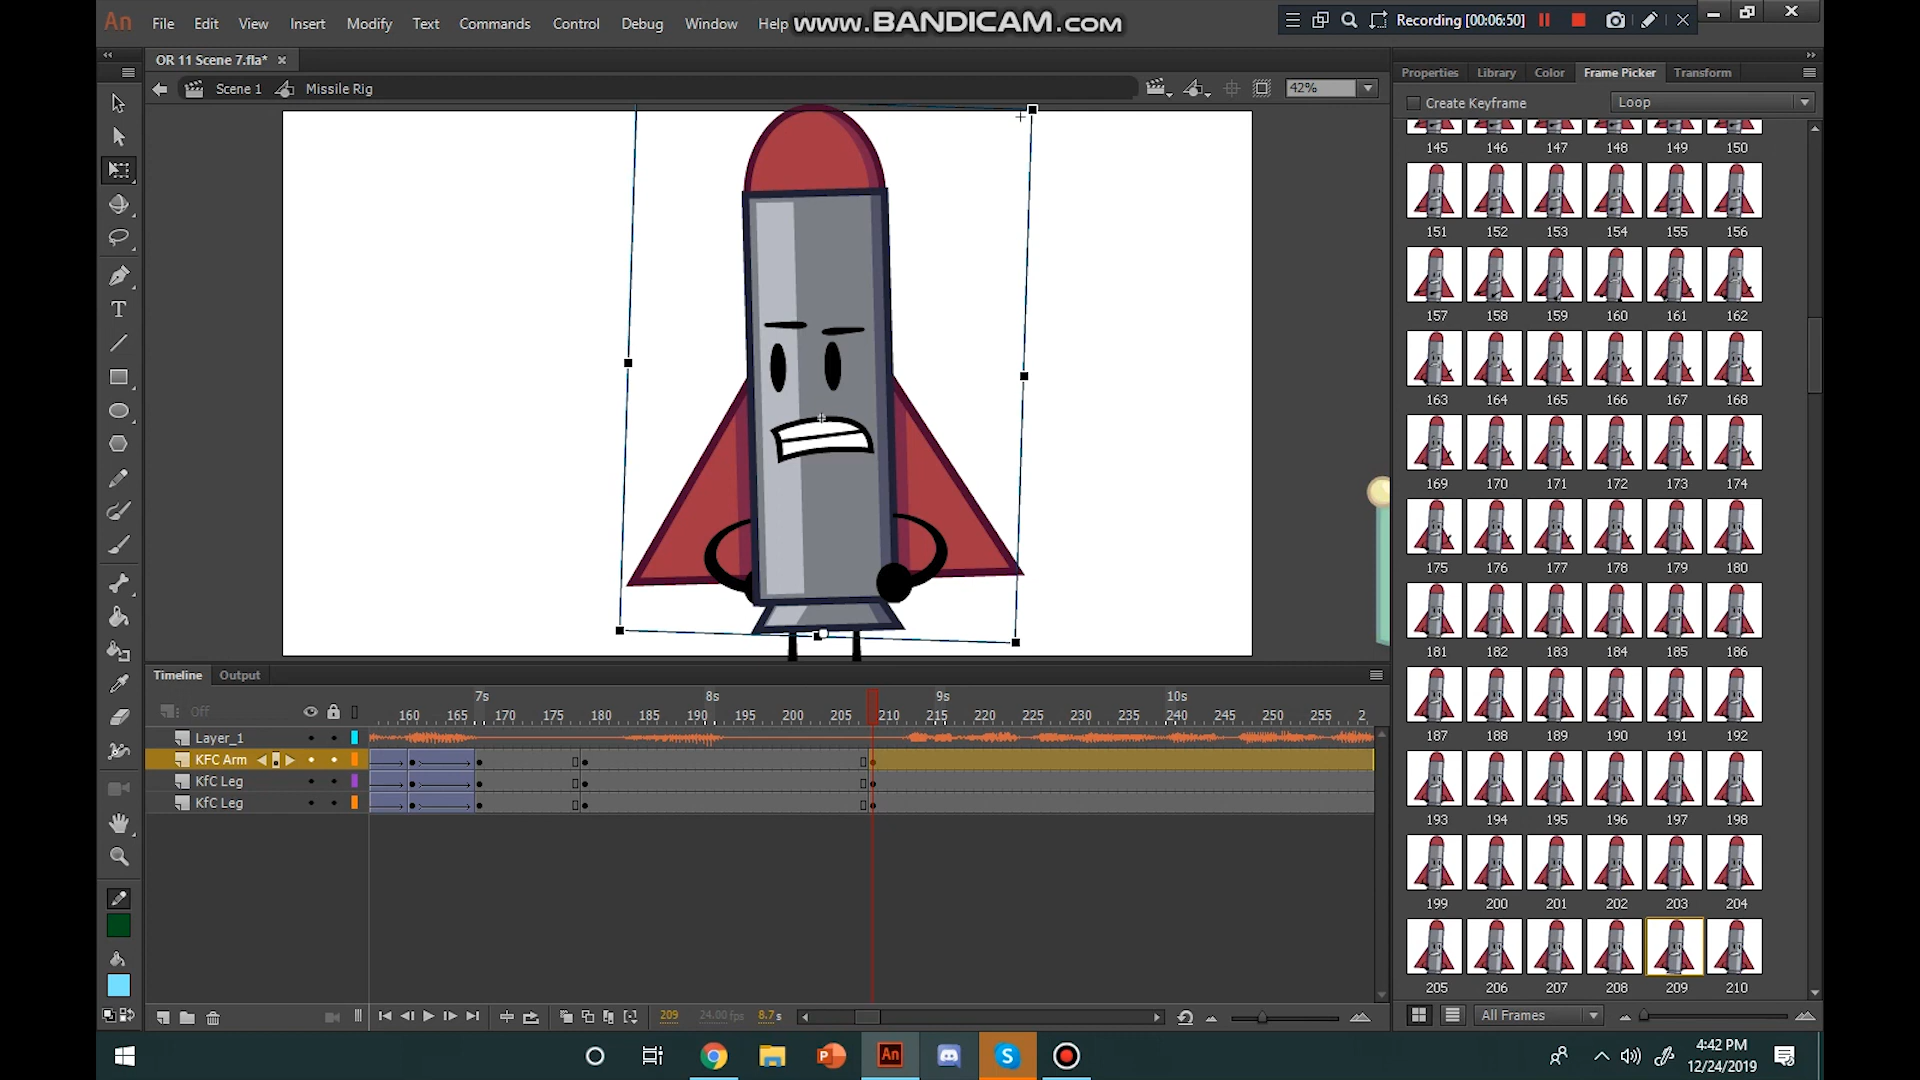 An File Edit View Insert Modify Text Commands Control Debug Window Help www.BANDICAM.com Recording [00:06:50]
OR 11 Scene 7.fla*
Scene 1 Missile Rig 42%
Properties Library Color Frame Picker Transform
Create Keyframe Loop
145 146 147 148 149 150
151 152 153 154 155 156
157 158 159 160 161 162
163 164 165 166 167 168
169 170 171 172 173 174
175 176 177 178 179 180
181 182 183 184 185 186
187 188 189 190 191 192
193 194 195 196 197 198
199 200 201 202 203 204
205 206 207 208 209 210
All Frames
Timeline Output
7s 8s 9s 10s
Off 160 165 170 175 180 185 190 195 200 205 210 215 220 225 230 235 240 245 250 255 2
Layer_1
KFC Arm
KfC Leg
KfC Leg
209 24.00 fps 8.7 s
An
4:42 PM
12/24/2019